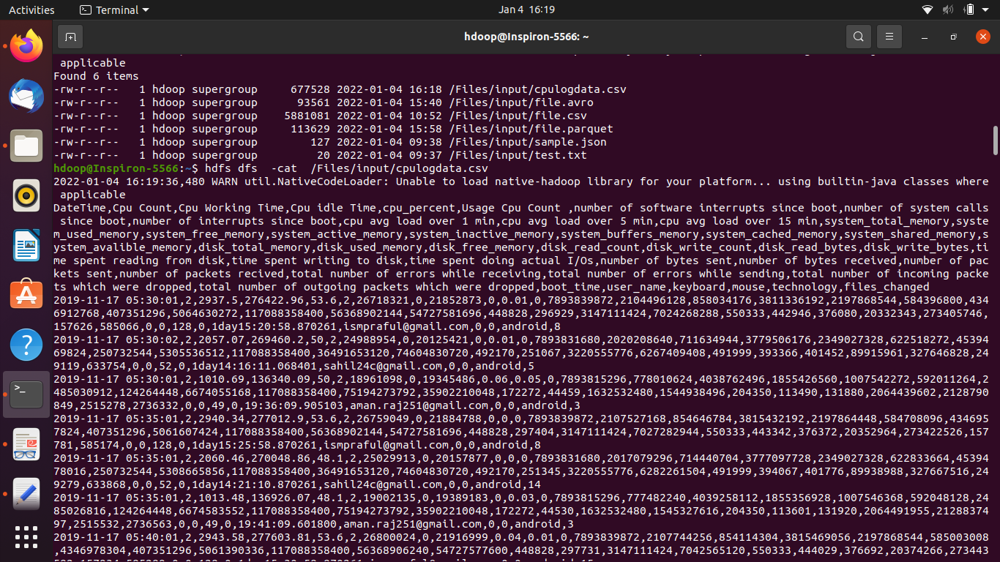 Activities
Terminal
Jan 4 16:19
hdoop@Inspiron-5566: ~
applicable
Found 6 items
-rw-r--r--   1 hdoop supergroup     677528 2022-01-04 16:18 /Files/input/cpulogdata.csv
-rw-r--r--   1 hdoop supergroup      93561 2022-01-04 15:40 /Files/input/file.avro
-rw-r--r--   1 hdoop supergroup    5881081 2022-01-04 10:52 /Files/input/file.csv
-rw-r--r--   1 hdoop supergroup     113629 2022-01-04 15:58 /Files/input/file.parquet
-rw-r--r--   1 hdoop supergroup        127 2022-01-04 09:38 /Files/input/sample.json
-rw-r--r--   1 hdoop supergroup         20 2022-01-04 09:37 /Files/input/test.txt
hdoop@Inspiron-5566:~$ hdfs dfs  -cat  /Files/input/cpulogdata.csv
2022-01-04 16:19:36,480 WARN util.NativeCodeLoader: Unable to load native-hadoop library for your platform... using builtin-java classes where
 applicable
DateTime,Cpu Count,Cpu Working Time,Cpu idle Time,cpu_percent,Usage Cpu Count ,number of software interrupts since boot,number of system calls
 since boot,number of interrupts since boot,cpu avg load over 1 min,cpu avg load over 5 min,cpu avg load over 15 min,system_total_memory,syste
m_used_memory,system_free_memory,system_active_memory,system_inactive_memory,system_buffers_memory,system_cached_memory,system_shared_memory,s
ystem_avalible_memory,disk_total_memory,disk_used_memory,disk_free_memory,disk_read_count,disk_write_count,disk_read_bytes,disk_write_bytes,ti
me spent reading from disk,time spent writing to disk,time spent doing actual I/Os,number of bytes sent,number of bytes received,number of pac
kets sent,number of packets recived,total number of errors while receiving,total number of errors while sending,total number of incoming packe
ts which were dropped,total number of outgoing packets which were dropped,boot_time,user_name,keyboard,mouse,technology,files_changed
2019-11-17 05:30:01,2,2937.5,276422.96,53.6,2,26718321,0,21852873,0,0.01,0,7893839872,2104496128,858034176,3811336192,2197868544,584396800,434
6912768,407351296,5064630272,117088358400,56368902144,54727581696,448828,296929,3147111424,7024268288,550333,442946,376080,20332343,273405746,
157626,585066,0,0,128,0,1day15:20:58.870261,ismpraful@gmail.com,0,0,android,8
2019-11-17 05:30:02,2,2057.07,269460.2,50,2,24988954,0,20125421,0,0.01,0,7893831680,2020208640,711634944,3779506176,2349027328,622518272,4539
469824,250732544,5305536512,117088358400,36491653120,74604830720,492170,251067,3220555776,6267409408,491999,393366,401452,89915961,327646828,24
9119,633754,0,0,52,0,1day14:16:11.068401,sahil24c@gmail.com,0,0,android,5
2019-11-17 05:30:01,2,1010.69,136340.09,50,2,18961098,0,19345486,0.06,0.05,0,7893815296,778010624,4038762496,1855426560,1007542272,592011264,2
485030912,124264448,6674055168,117088358400,75194273792,35902210048,172272,44459,1632532480,1544938496,204350,113490,131880,2064439602,2128790
849,2515278,2736332,0,0,49,0,19:36:09.905103,aman.raj251@gmail.com,0,0,android,3
2019-11-17 05:35:01,2,2940.34,277012.9,53.6,2,26759049,0,21884788,0,0,0,7893839872,2107527168,854646784,3815432192,2197864448,584708096,434695
7824,407351296,5061607424,117088358400,56368902144,54727581696,448828,297404,3147111424,7027282944,550333,443342,376372,20352964,273422526,157
781,585174,0,0,128,0,1day15:25:58.870261,ismpraful@gmail.com,0,0,android,8
2019-11-17 05:35:01,2,2060.46,270048.86,48.1,2,25029913,0,20157877,0,0,0,7893831680,2017079296,714440704,3777097728,2349027328,622833664,45394
78016,250732544,5308665856,117088358400,36491653120,74604830720,492170,251345,3220555776,6282261504,491999,394067,401776,89938988,327667516,24
9279,633868,0,0,52,0,1day14:21:10.870261,sahil24c@gmail.com,0,0,android,14
2019-11-17 05:35:01,2,1013.48,136926.07,48.1,2,19002135,0,19389183,0,0.03,0,7893815296,777482240,4039258112,1855356928,1007546368,592048128,24
85026816,124264448,6674583552,117088358400,75194273792,35902210048,172272,44530,1632532480,1545327616,204350,113601,131920,2064491955,21288374
97,2515532,2736563,0,0,49,0,19:41:09.601800,aman.raj251@gmail.com,0,0,android,3
2019-11-17 05:40:01,2,2943.58,277603.81,53.6,2,26800024,0,21916999,0.04,0.01,0,7893839872,2107744256,854114304,3815469056,2197868544,585003008
,4346978304,407351296,5061390336,117088358400,56368906240,54727577600,448828,297731,3147111424,7042565120,550333,444029,376692,20374266,273443